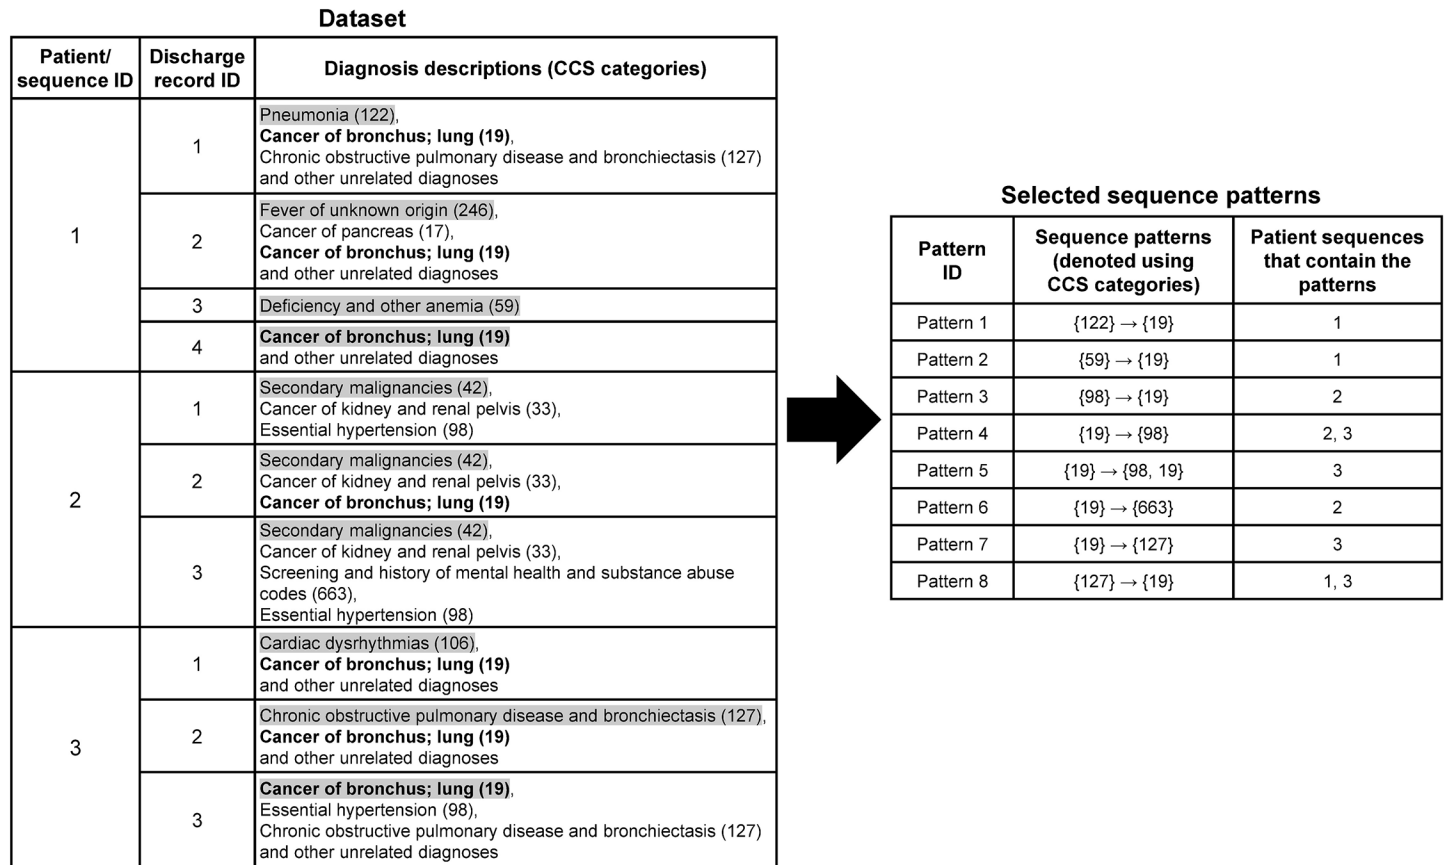 Dataset
Patient/
sequence ID
Discharge
record ID
Diagnosis descriptions (CCS categories)
1
1
Pneumonia (122),
Cancer of bronchus; lung (19),
Chronic obstructive pulmonary disease and bronchiectasis (127)
and other unrelated diagnoses
2
Fever of unknown origin (246),
Cancer of pancreas (17),
Cancer of bronchus; lung (19)
and other unrelated diagnoses
3
Deficiency and other anemia (59)
4
Cancer of bronchus; lung (19)
and other unrelated diagnoses
2
1
Secondary malignancies (42),
Cancer of kidney and renal pelvis (33),
Essential hypertension (98)
2
Secondary malignancies (42),
Cancer of kidney and renal pelvis (33),
Cancer of bronchus; lung (19)
3
Secondary malignancies (42),
Cancer of kidney and renal pelvis (33),
Screening and history of mental health and substance abuse
codes (663),
Essential hypertension (98)
3
1
Cardiac dysrhythmias (106),
Cancer of bronchus; lung (19)
and other unrelated diagnoses
2
Chronic obstructive pulmonary disease and bronchiectasis (127),
Cancer of bronchus; lung (19)
and other unrelated diagnoses
3
Cancer of bronchus; lung (19),
Essential hypertension (98),
Chronic obstructive pulmonary disease and bronchiectasis (127)
and other unrelated diagnoses
Selected sequence patterns
Pattern
ID
Sequence patterns
(denoted using
CCS categories)
Patient sequences
that contain the
patterns
Pattern 1 {122} → {19} 1
Pattern 2 {59} → {19} 1
Pattern 3 {98} → {19} 2
Pattern 4 {19} → {98} 2, 3
Pattern 5 {19} → {98, 19} 3
Pattern 6 {19} → {663} 2
Pattern 7 {19} → {127} 3
Pattern 8 {127} → {19} 1, 3